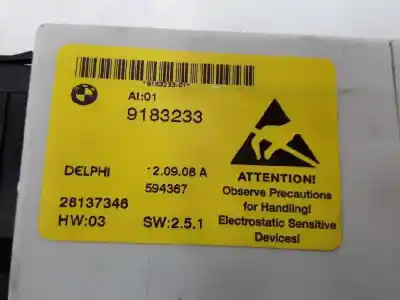 *9183233-01*
AI:01
9183233
DELPHI 12.09.08 A
594367
28137346
HW:03 SW:2.5.1
ATTENTION!
Observe Precautions
for Handling!
Electrostatic Sensitive
Devices!